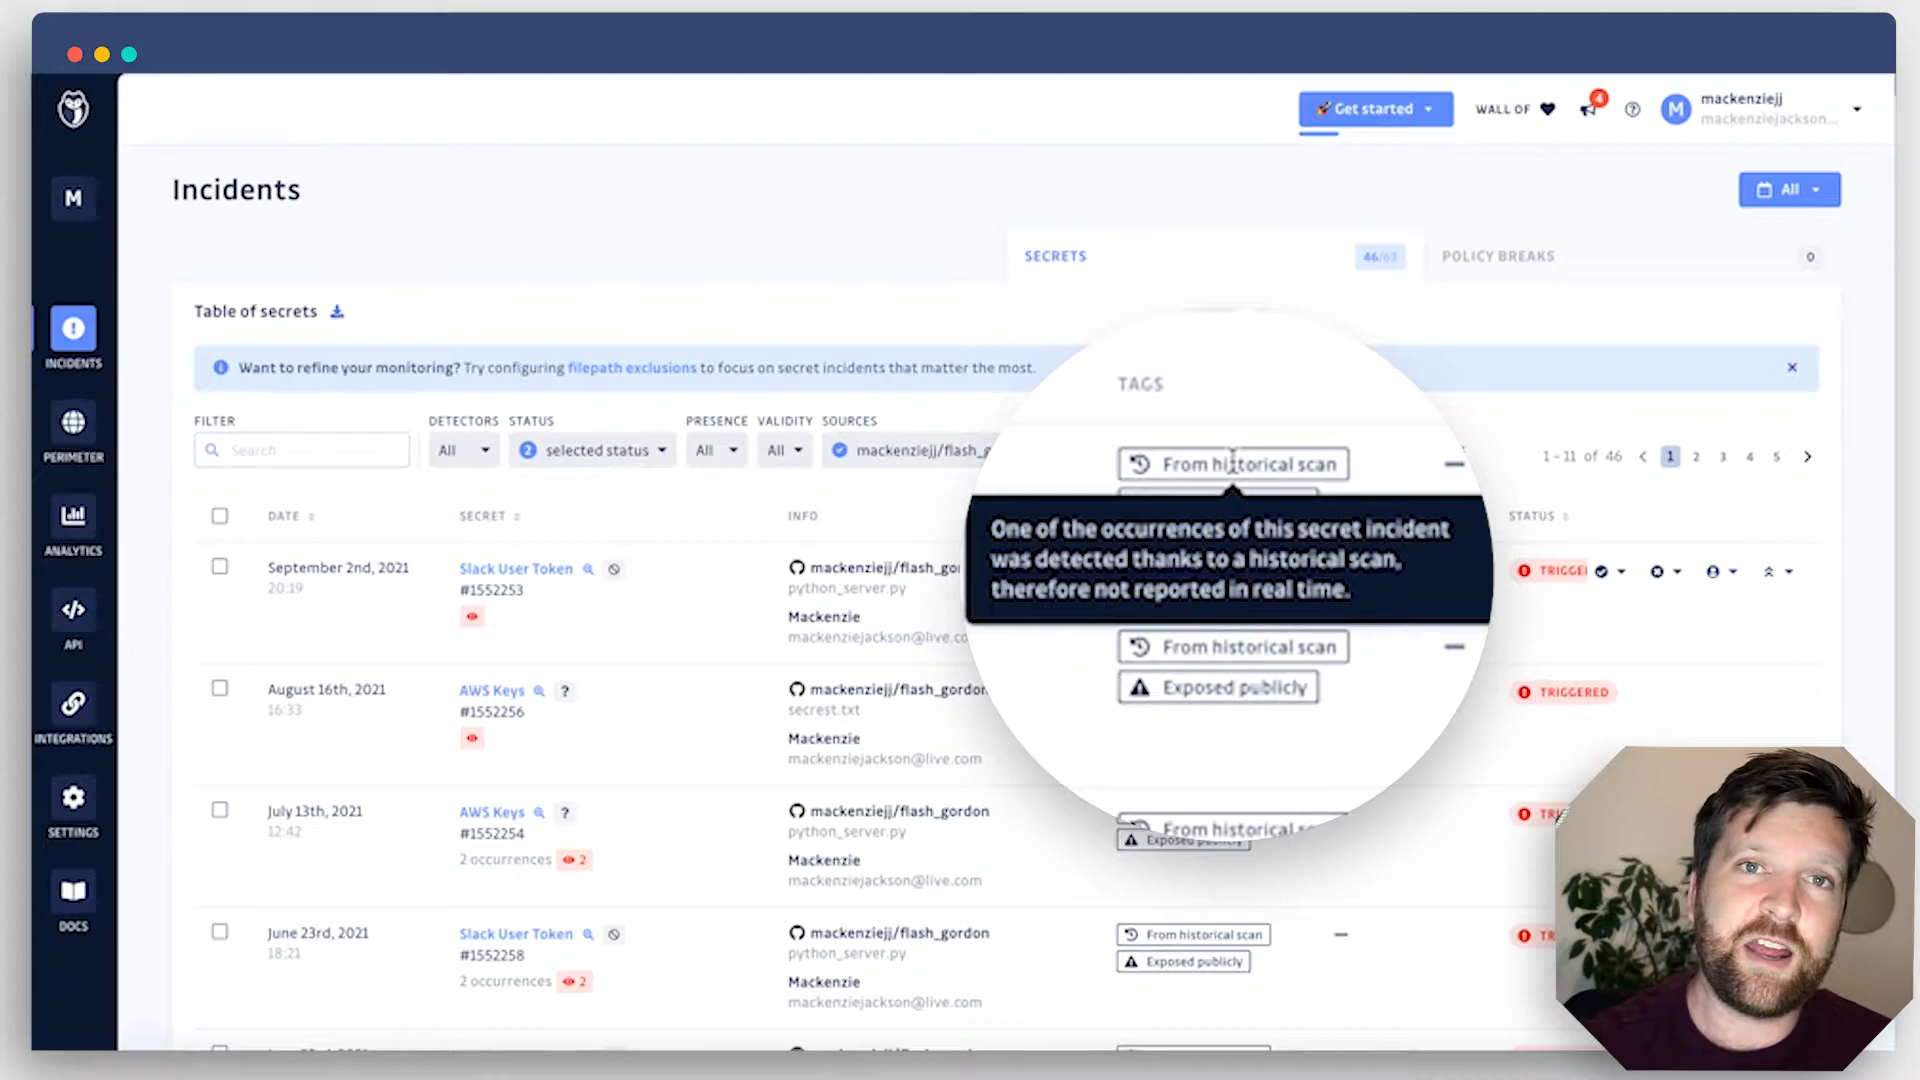 Get started
WALL OF
4
?
M
mackenziejj
mackenziejackson...
M
Incidents
All
SECRETS
46/63
POLICY BREAKS
0
Table of secrets
INCIDENTS
Want to refine your monitoring? Try configuring filepath exclusions to focus on secret incidents that matter the most.
TAGS
FILTER
DETECTORS
STATUS
PRESENCE
VALIDITY
SOURCES
Search
All
2 selected status
All
All
mackenziejj/flash_g
From historical scan
1-11 of 46
1
2
3
4
5
PERIMETER
DATE
SECRET
INFO
STATUS
One of the occurrences of this secret incident
was detected thanks to a historical scan,
therefore not reported in real time.
ANALYTICS
September 2nd, 2021
20:19
Slack User Token
#1552253
mackenziejj/flash_go
python_server.py
Mackenzie
mackenziejackson@live.co
TRIGGE
API
From historical scan
Exposed publicly
August 16th, 2021
16:33
AWS Keys ?
#1552256
mackenziejj/flash_gordon
secrest.txt
Mackenzie
mackenziejackson@live.com
TRIGGERED
INTEGRATIONS
July 13th, 2021
12:42
AWS Keys ?
#1552254
2 occurrences 2
mackenziejj/flash_gordon
python_server.py
Mackenzie
mackenziejackson@live.com
From historical
Exposed publicly
TRI
SETTINGS
DOCS
June 23rd, 2021
18:21
Slack User Token
#1552258
2 occurrences 2
mackenziejj/flash_gordon
python_server.py
Mackenzie
mackenziejackson@live.com
From historical scan
Exposed publicly
TR